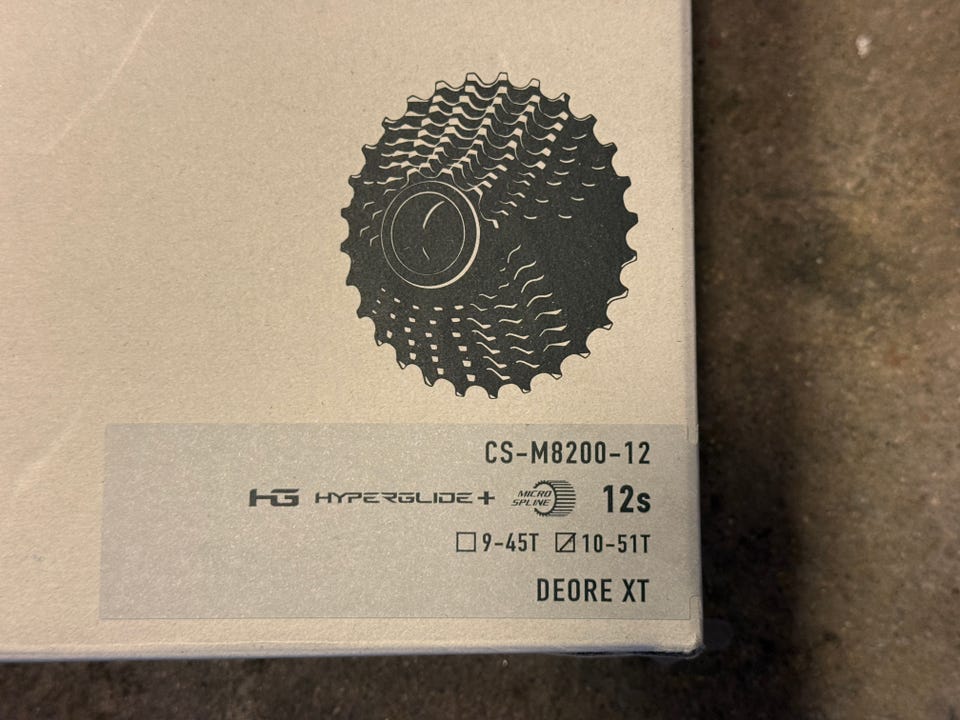 CS-M8200-12
HG HYPERGLIDE+ MICRO SPLINE 12s
9-45T 10-51T
DEORE XT